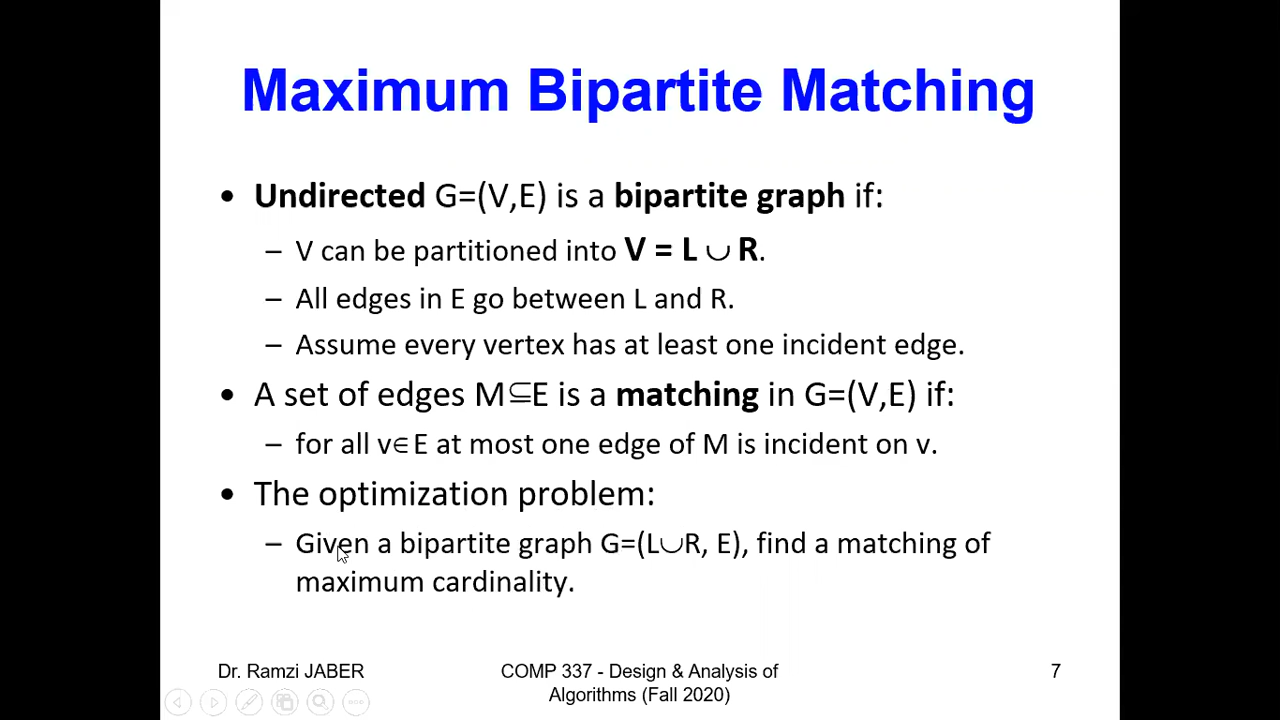 Maximum Bipartite Matching
• Undirected G=(V,E) is a bipartite graph if:
– V can be partitioned into V = L ∪ R.
– All edges in E go between L and R.
– Assume every vertex has at least one incident edge.
• A set of edges M⊆E is a matching in G=(V,E) if:
– for all v∈E at most one edge of M is incident on v.
• The optimization problem:
– Given a bipartite graph G=(L∪R, E), find a matching of
maximum cardinality.
Dr. Ramzi JABER
COMP 337 - Design & Analysis of
Algorithms (Fall 2020)
7